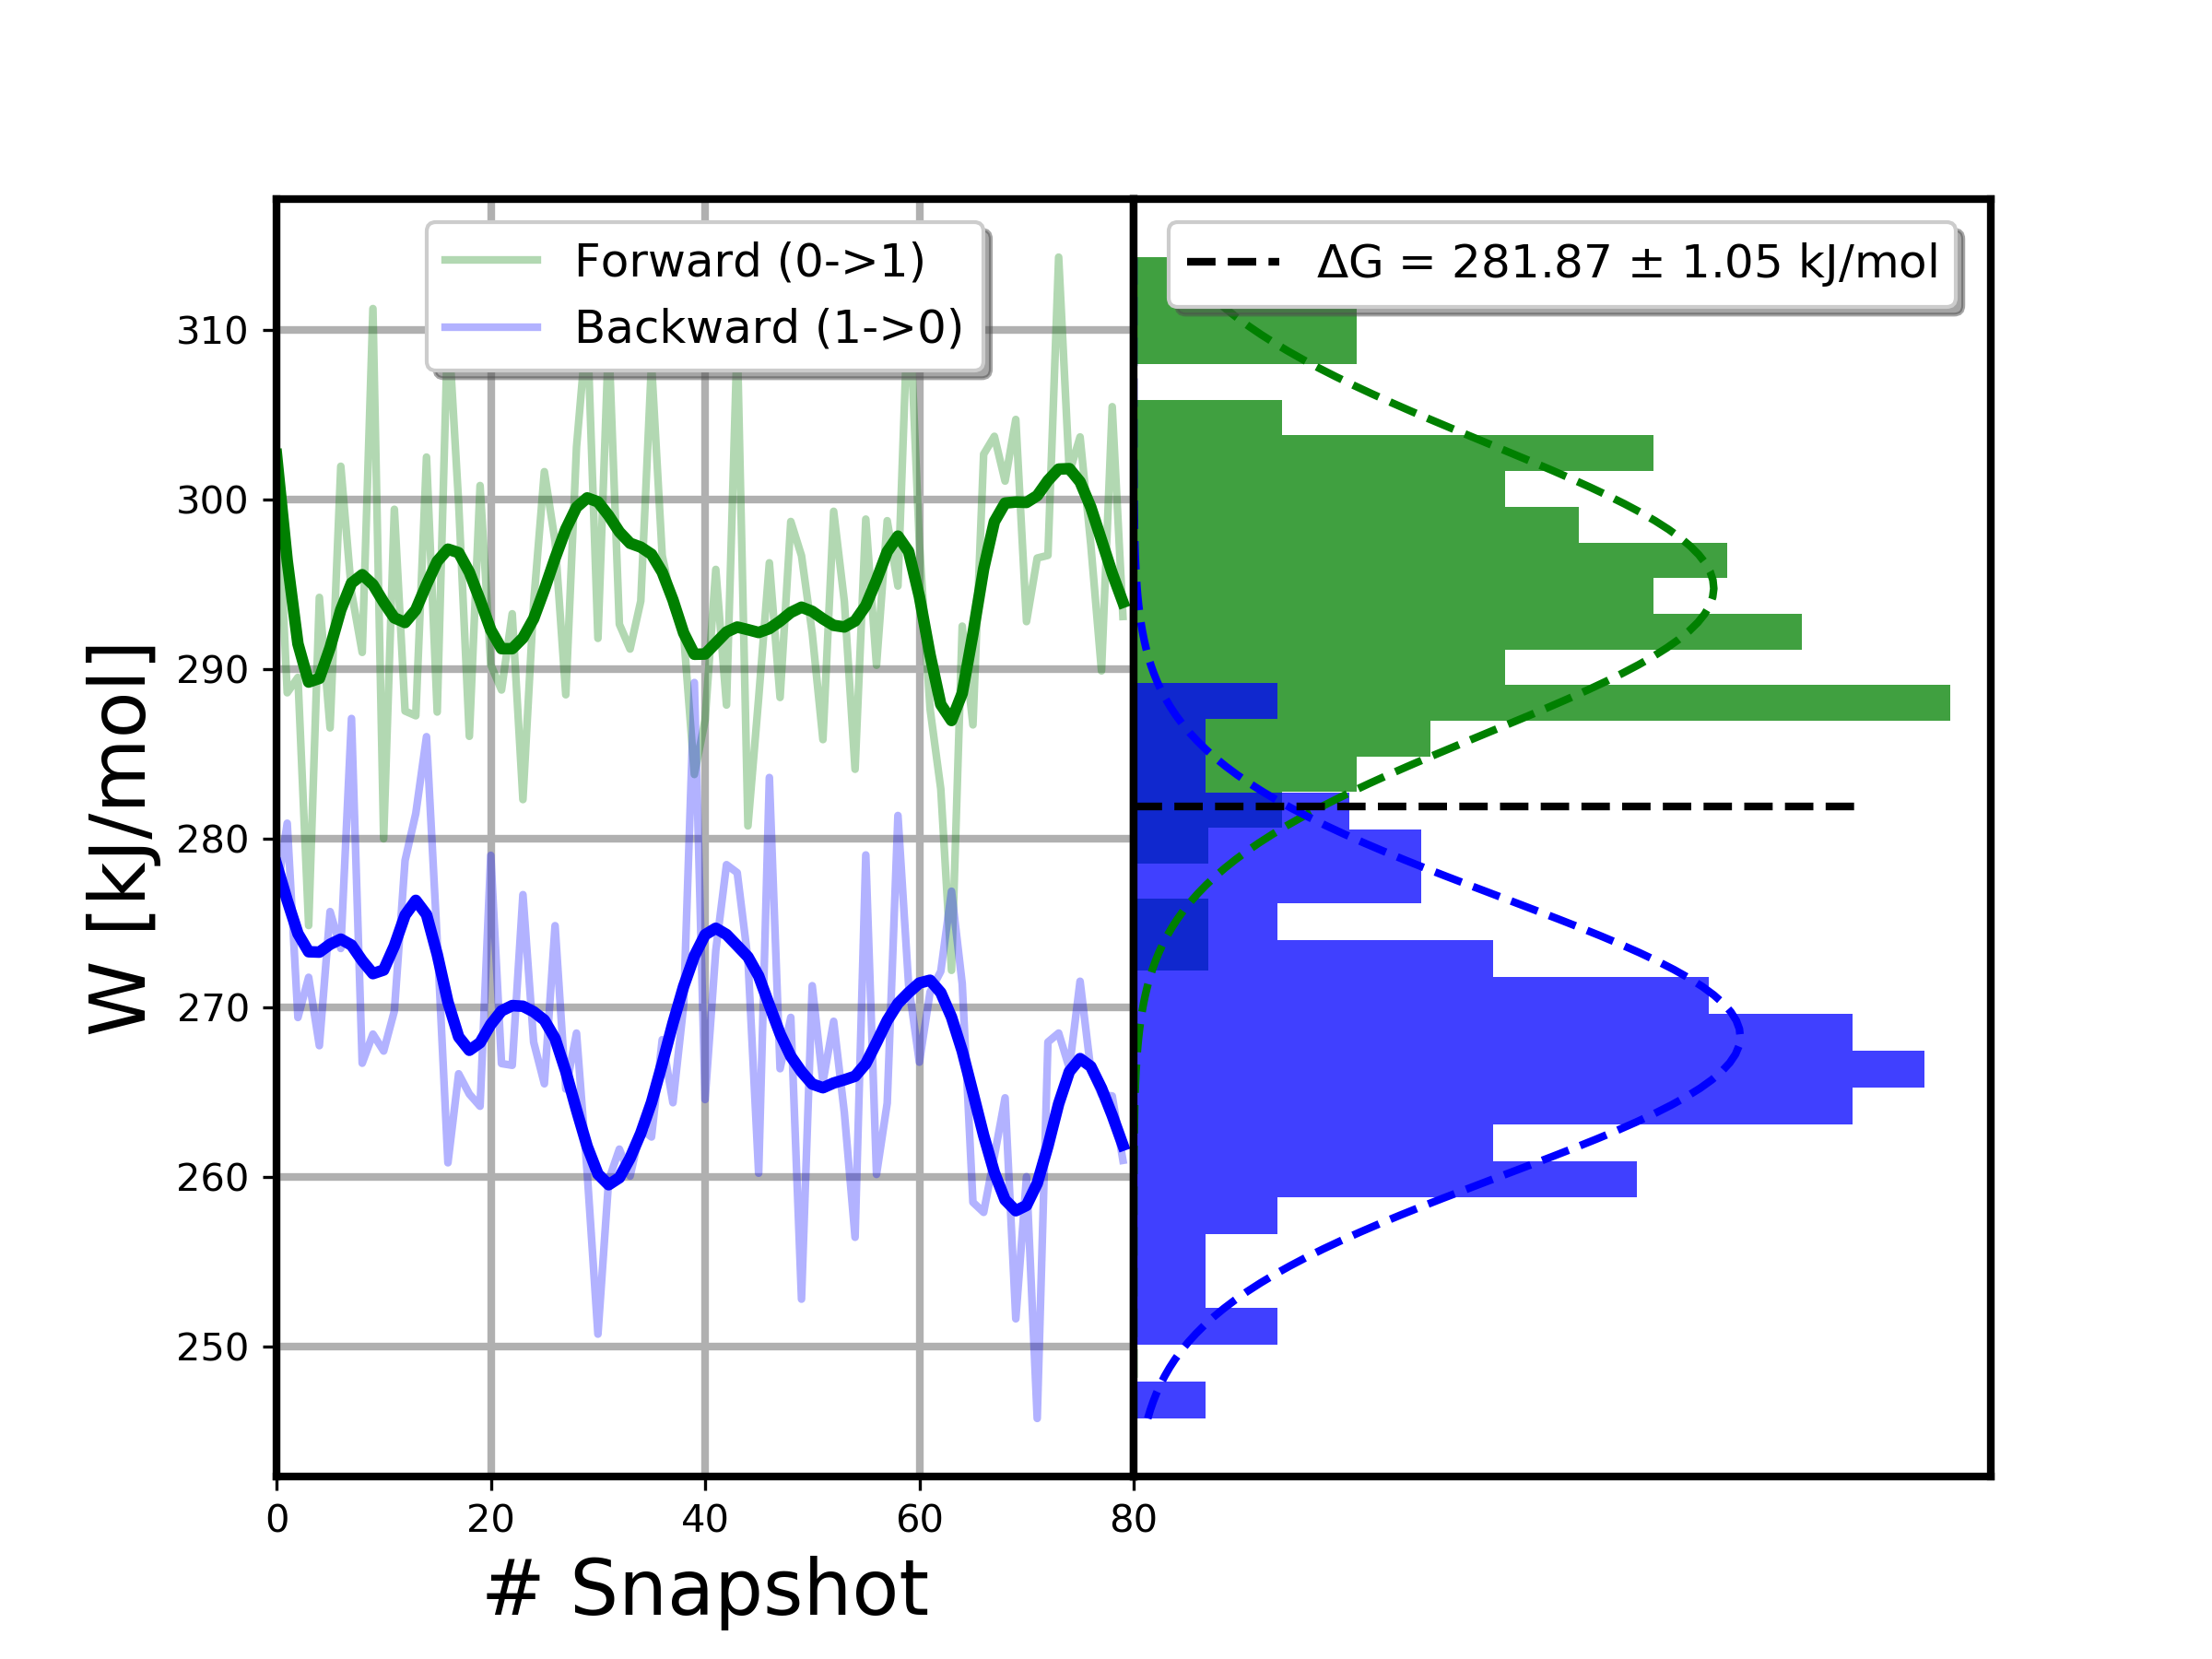 Forward (0->1)
Backward (1->0)
ΔG = 281.87 ± 1.05 kJ/mol
W [kJ/mol]
310
300
290
280
270
260
250
0 20 40 60 80
# Snapshot